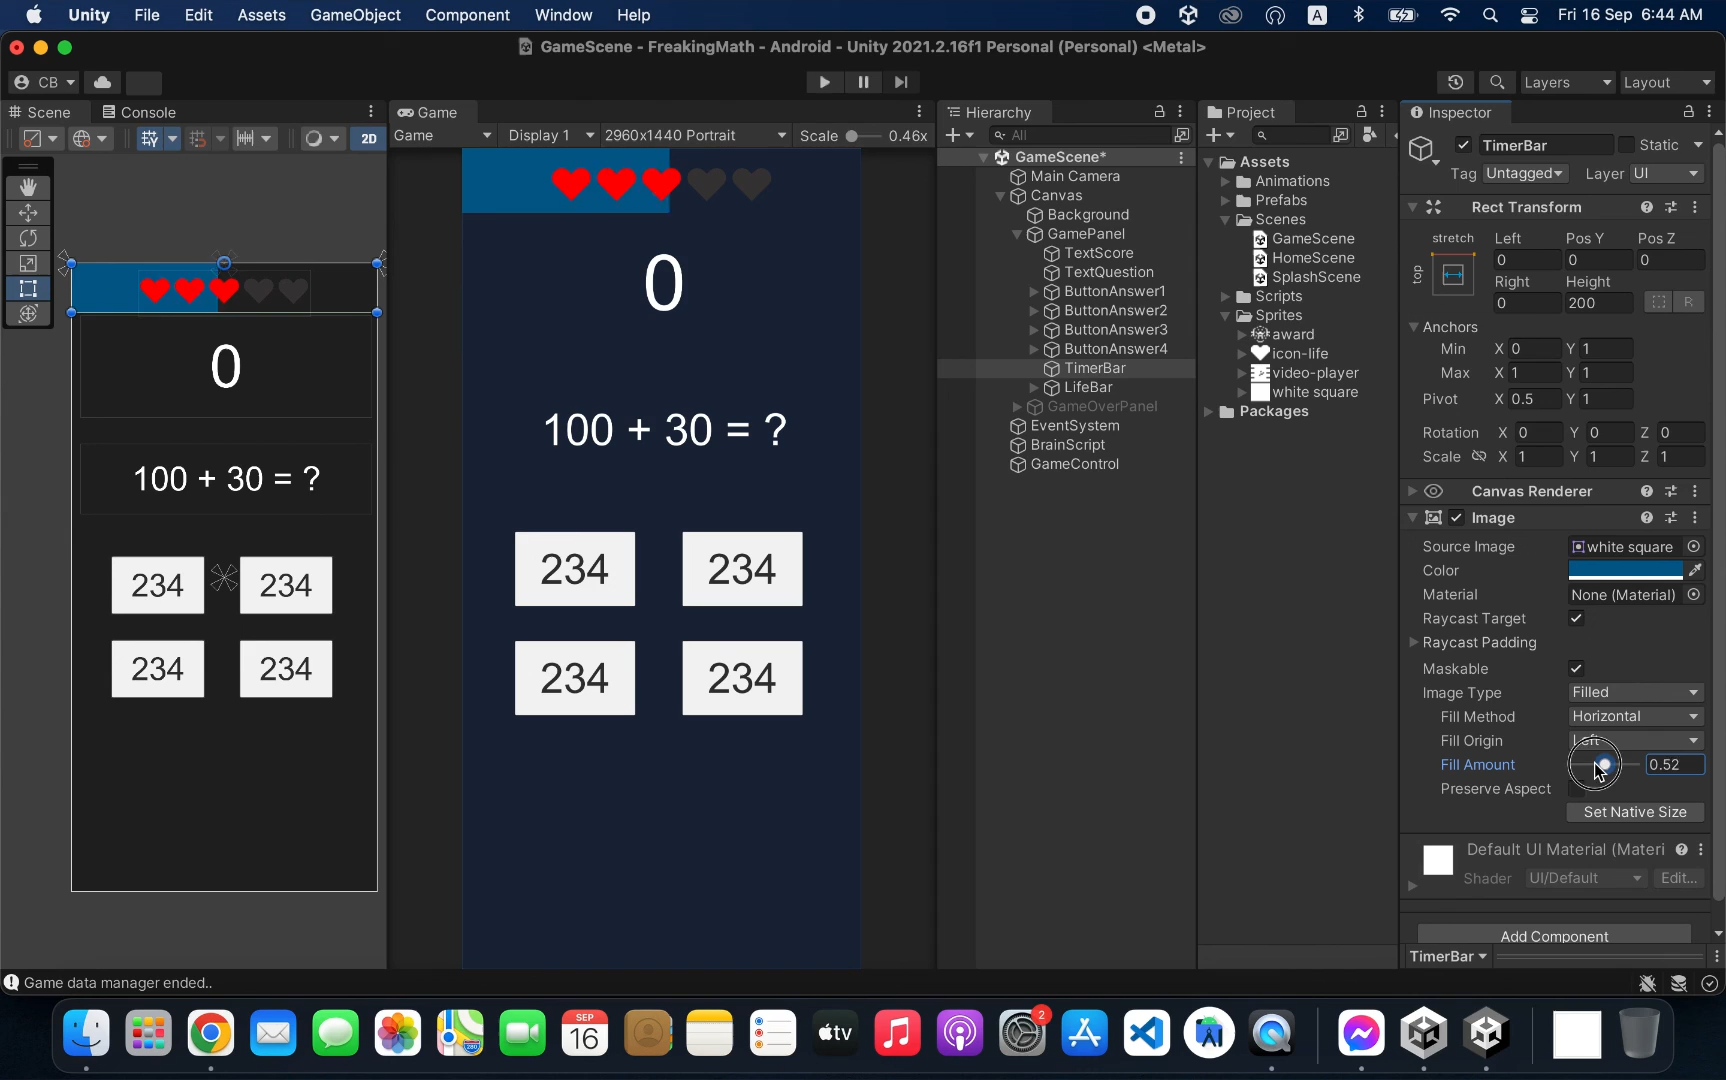 Unity File Edit Assets GameObject Component Window Help
A Fri 16 Sep 6:44 AM
GameScene - FreakingMath - Android - Unity 2021.2.16f1 Personal (Personal) <Metal>
CB
Layers Layout
Scene Console
Game
Hierarchy
Project
Inspector
2D
Game Display 1 2960x1440 Portrait Scale 0.46x
All
TimerBar Static
Tag Untagged Layer UI
GameScene*
Main Camera
Canvas
Background
GamePanel
TextScore
TextQuestion
ButtonAnswer1
ButtonAnswer2
ButtonAnswer3
ButtonAnswer4
TimerBar
LifeBar
GameOverPanel
EventSystem
BrainScript
GameControl
Assets
Animations
Prefabs
Scenes
GameScene
HomeScene
SplashScene
Scripts
Sprites
award
icon-life
video-player
white square
Packages
0
100 + 30 = ?
234 234
234 234
0
100 + 30 = ?
234 234
234 234
Rect Transform
stretch Left Pos Y Pos Z
top 0 0 0
Right Height
0 200 R
Anchors
Min X 0 Y 1
Max X 1 Y 1
Pivot X 0.5 Y 1
Rotation X 0 Y 0 Z 0
Scale X 1 Y 1 Z 1
Canvas Renderer
Image
Source Image white square
Color
Material None (Material)
Raycast Target
Raycast Padding
Maskable
Image Type Filled
Fill Method Horizontal
Fill Origin Left
Fill Amount 0.52
Preserve Aspect
Set Native Size
Default UI Material (Materi
Shader UI/Default Edit...
Add Component
TimerBar
Game data manager ended..
SEP
16
tv
2